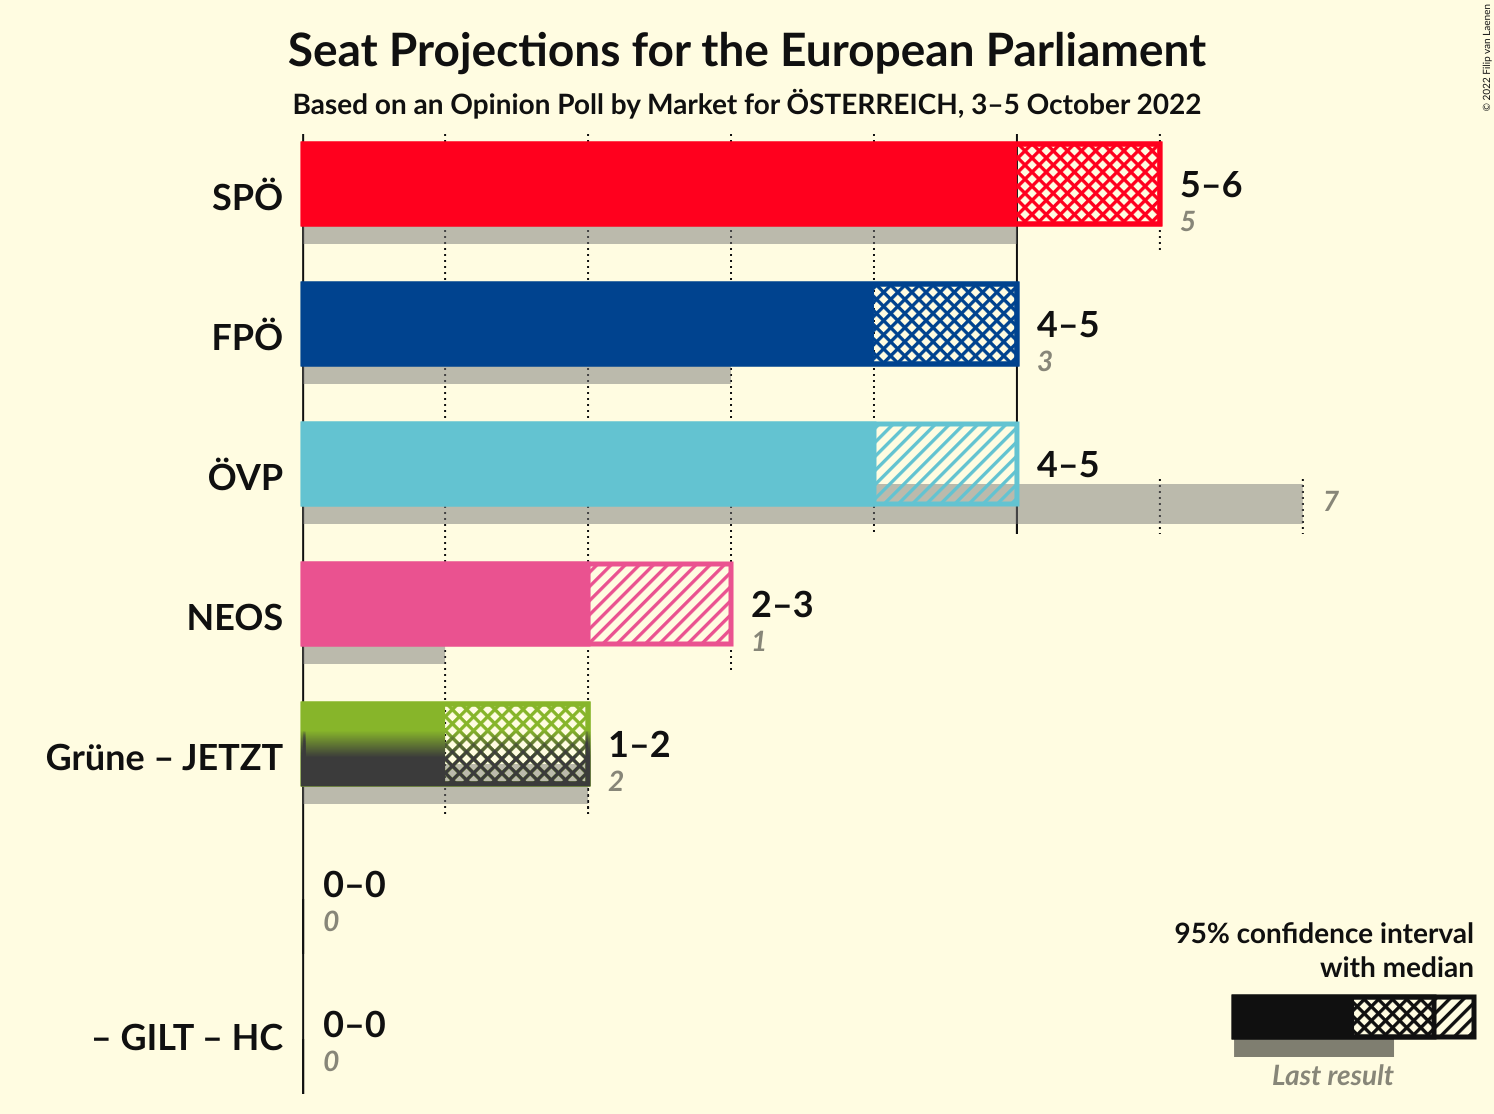 Seat Projections for the European Parliament
Based on an Opinion Poll by Market for ÖSTERREICH, 3–5 October 2022
© 2022 Filip van Laenen
SPÖ
5–6
5
FPÖ
4–5
3
ÖVP
4–5
7
NEOS
2–3
1
Grüne – JETZT
1–2
2
0–0
0
– GILT – HC
0–0
0
95% confidence interval
with median
Last result